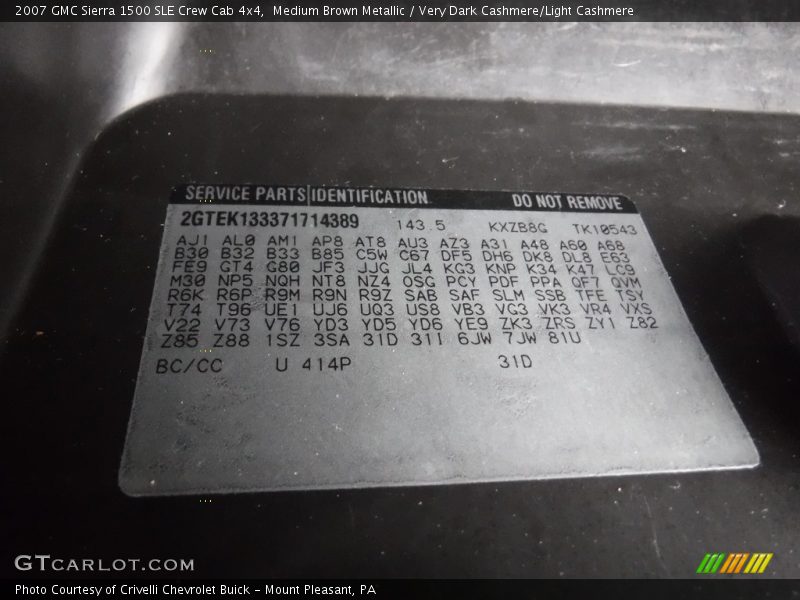 2007 GMC Sierra 1500 SLE Crew Cab 4x4,  Medium Brown Metallic / Very Dark Cashmere/Light Cashmere
SERVICE PARTS IDENTIFICATION DO NOT REMOVE
2GTEK133371714389 143.5 KXZB8G TK10543
AJ1 AL0 AM1 AP8 AT8 AU3 AZ3 A31 A48 A60 A68
B30 B32 B33 B85 C5W C67 DF5 DH6 DK8 DL8 E63
FE9 GT4 G80 JF3 JJG JL4 KG3 KNP K34 K47 LC9
M30 NP5 NQH NT8 NZ4 OSG PCY PDF PPA QF7 QVM
R6K R6P R9M R9N R9Z SAB SAF SLM SSB TFE TSY
T74 T96 UE1 UJ6 UQ3 US8 VB3 VG3 VK3 VR4 VXS
V22 V73 V76 YD3 YD5 YD6 YE9 ZK3 ZRS ZY1 Z82
Z85 Z88 1SZ 3SA 31D 31I 6JW 7JW 81U
BC/CC U 414P 31D
GTCARLOT.COM
Photo Courtesy of Crivelli Chevrolet Buick - Mount Pleasant, PA